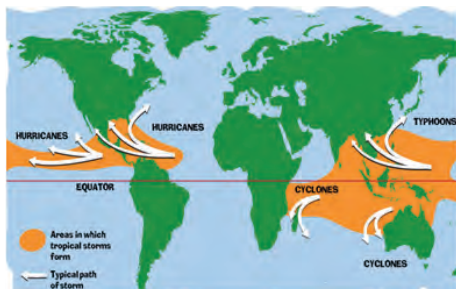 HURRICANES
HURRICANES
TYPHOONS
EQUATOR
CYCLONES
CYCLONES
Areas in which
tropical storms
form
Typical path
of storm